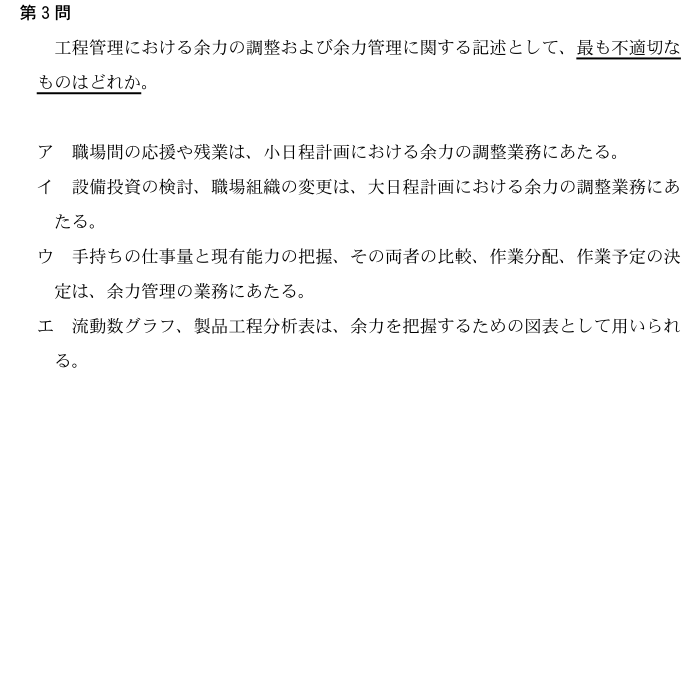 第3問
工程管理における余力の調整および余力管理に関する記述として、最も不適切な
ものはどれか。
ア　職場間の応援や残業は、小日程計画における余力の調整業務にあたる。
イ　設備投資の検討、職場組織の変更は、大日程計画における余力の調整業務にあ
たる。
ウ　手持ちの仕事量と現有能力の把握、その両者の比較、作業分配、作業予定の決
定は、余力管理の業務にあたる。
エ　流動数グラフ、製品工程分析表は、余力を把握するための図表として用いられ
る。